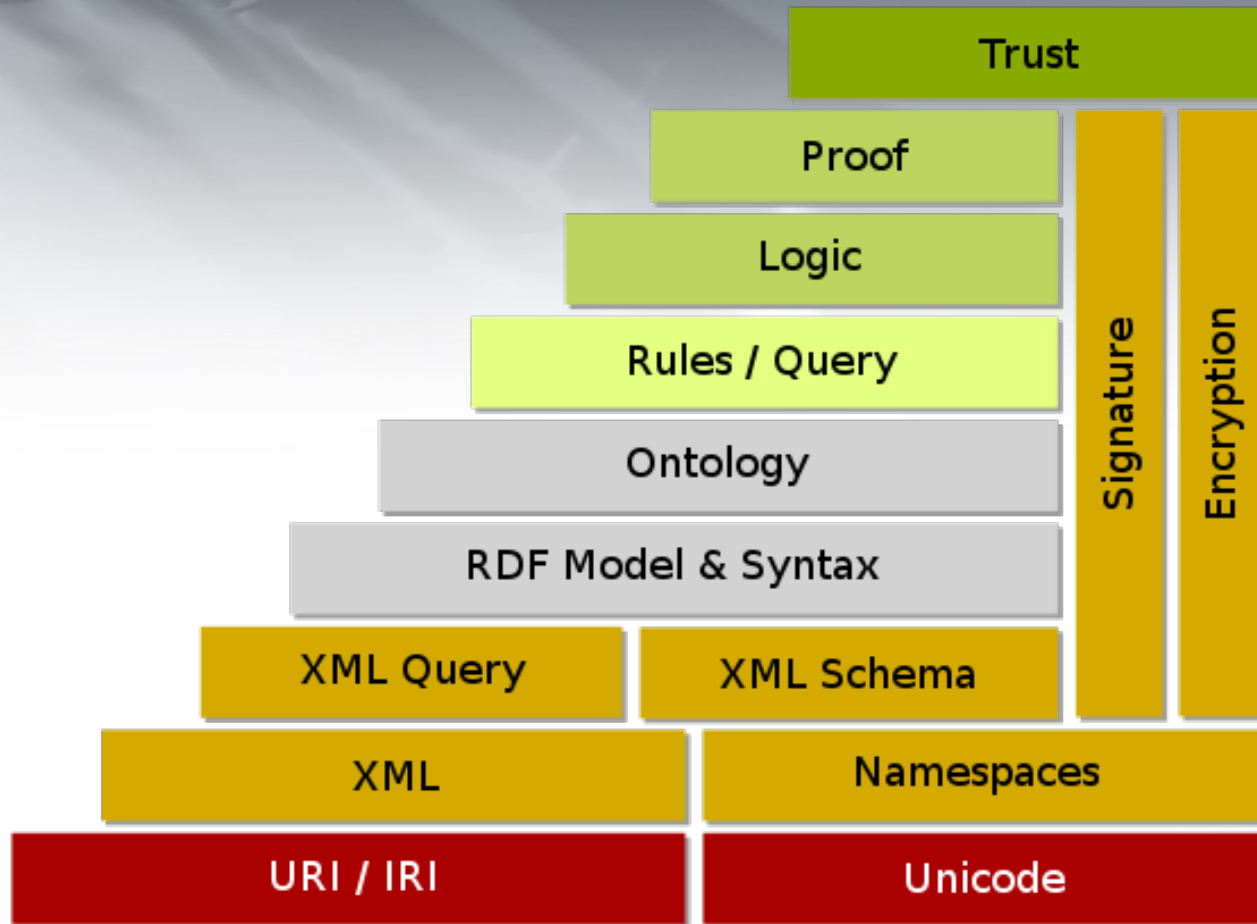 Trust
Proof
Logic
Rules / Query
Ontology
RDF Model & Syntax
XML Query
XML Schema
Signature
Encryption
XML
Namespaces
URI / IRI
Unicode